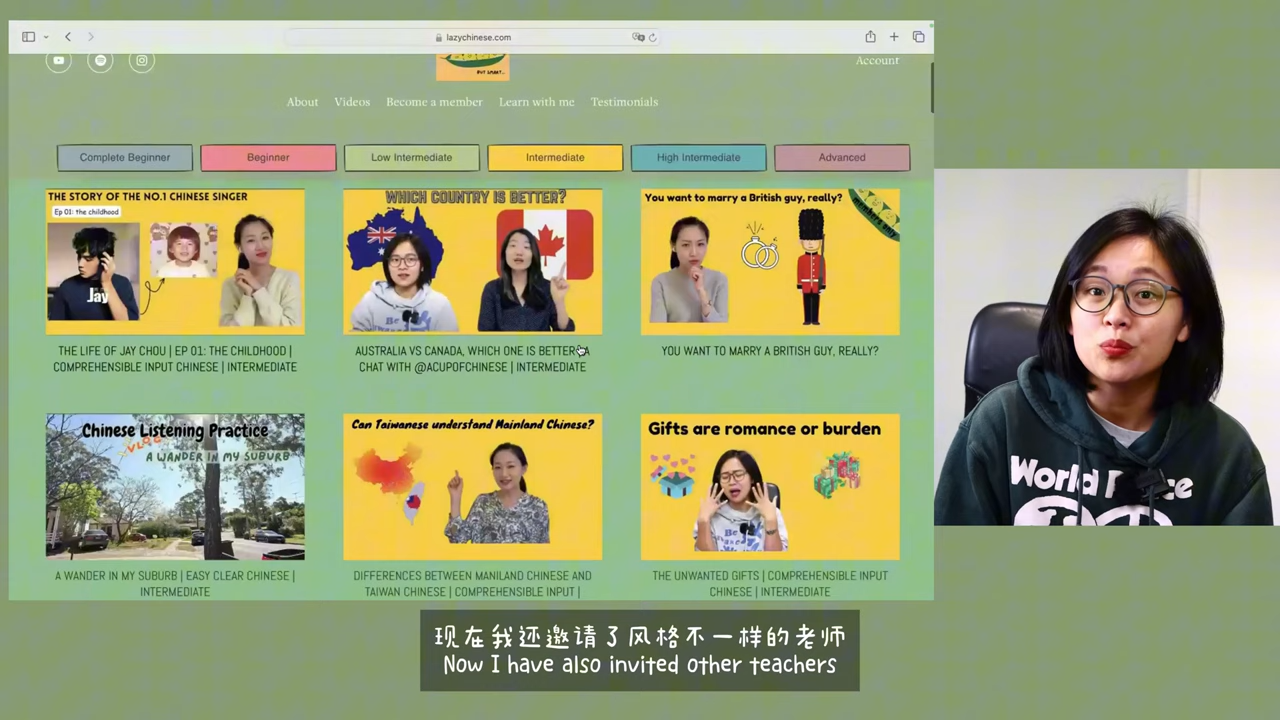 lazychinese.com
BUT SMART...
Account
About Videos Become a member Learn with me Testimonials
Complete Beginner Beginner Low Intermediate Intermediate High Intermediate Advanced
THE STORY OF THE NO.1 CHINESE SINGER
Ep 01: the childhood
Jay
WHICH COUNTRY IS BETTER?
You want to marry a British guy, really?
THE LIFE OF JAY CHOU | EP 01: THE CHILDHOOD |
COMPREHENSIBLE INPUT CHINESE | INTERMEDIATE
AUSTRALIA VS CANADA, WHICH ONE IS BETTER? A
CHAT WITH @ACUPOFCHINESE | INTERMEDIATE
YOU WANT TO MARRY A BRITISH GUY, REALLY?
Chinese Listening Practice
VLOG
A WANDER IN MY SUBURB
Can Taiwanese understand Mainland Chinese?
Gifts are romance or burden
A WANDER IN MY SUBURB | EASY CLEAR CHINESE |
INTERMEDIATE
DIFFERENCES BETWEEN MANILAND CHINESE AND
TAIWAN CHINESE | COMPREHENSIBLE INPUT |
THE UNWANTED GIFTS | COMPREHENSIBLE INPUT
CHINESE | INTERMEDIATE
World
现在我还邀请了风格不一样的老师
Now I have also invited other teachers